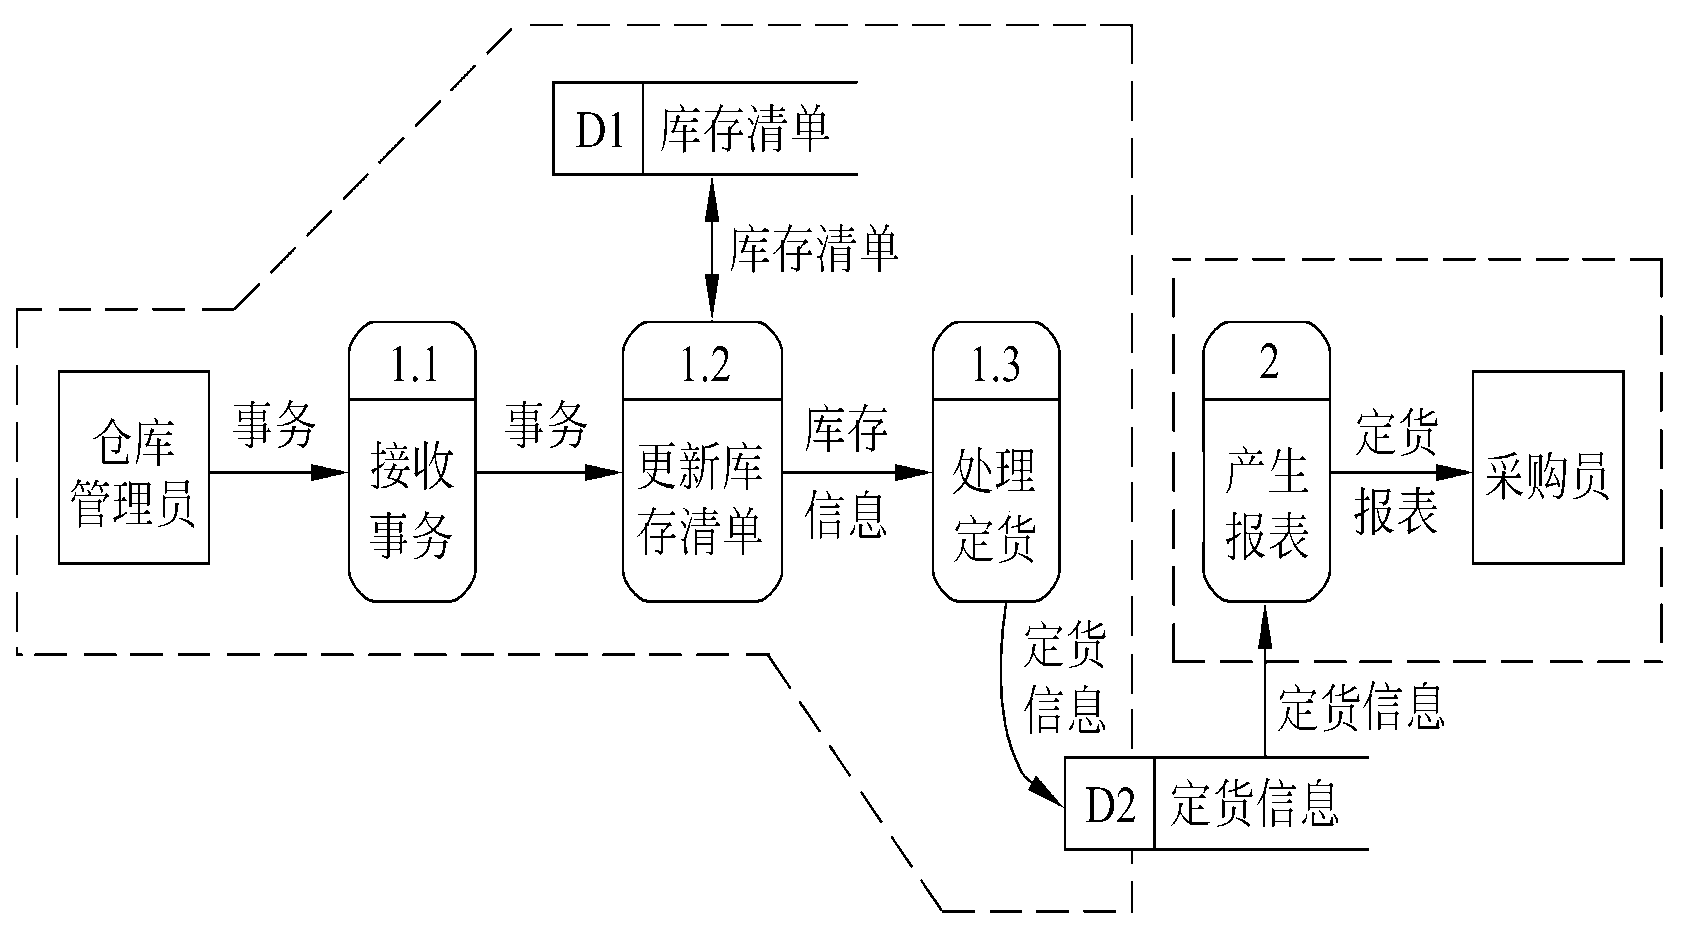 D1 库存清单
库存清单
仓库
管理员
事务
1.1
接收
事务
事务
1.2
更新库
存清单
库存
信息
1.3
处理
定货
定货
信息
D2 定货信息
定货信息
2
产生
报表
定货
报表
采购员